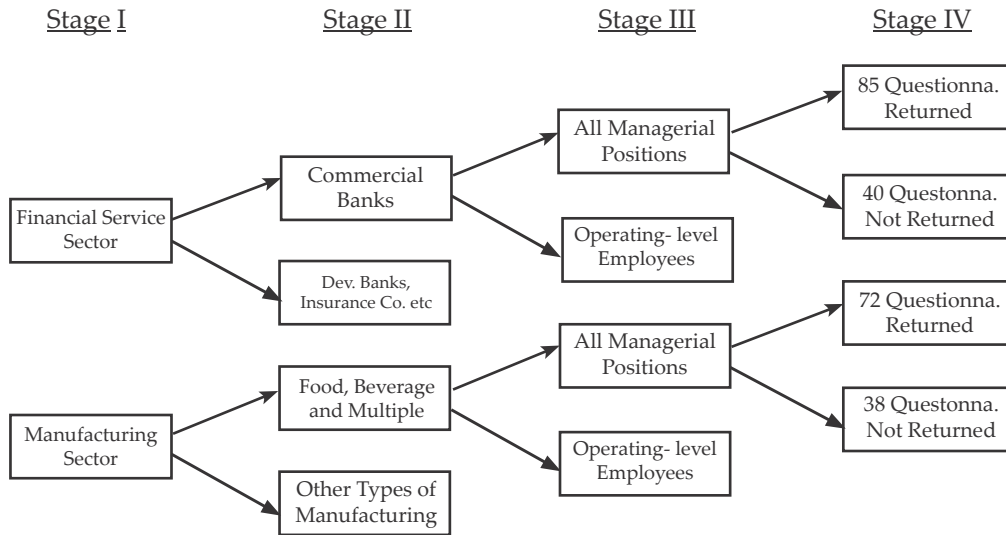 Stage I
Stage II
Stage III
Stage IV
Financial Service
Sector
Manufacturing
Sector
Commercial
Banks
Dev. Banks,
Insurance Co. etc
Food, Beverage
and Multiple
Other Types of
Manufacturing
All Managerial
Positions
Operating- level
Employees
All Managerial
Positions
Operating- level
Employees
85 Questionna.
Returned
40 Questonna.
Not Returned
72 Questionna.
Returned
38 Questonna.
Not Returned